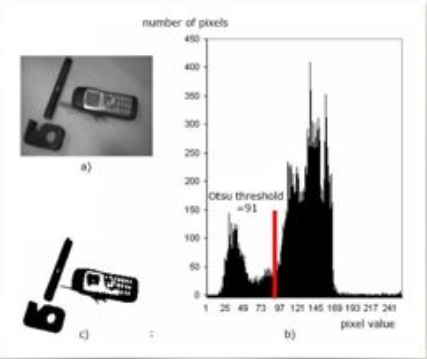 number of pixels
450
400
350
300
250
200
150
100
50
0
Otsu threshold
=91
1 25 49 73 97 121 145 169 193 217 241
pixel value
a)
c)
:
b)